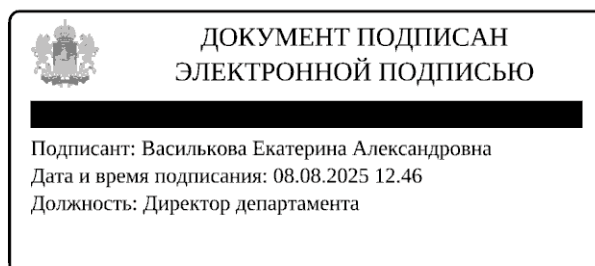 ДОКУМЕНТ ПОДПИСАН
ЭЛЕКТРОННОЙ ПОДПИСЬЮ
Подписант: Василькова Екатерина Александровна
Дата и время подписания: 08.08.2025 12.46
Должность: Директор департамента